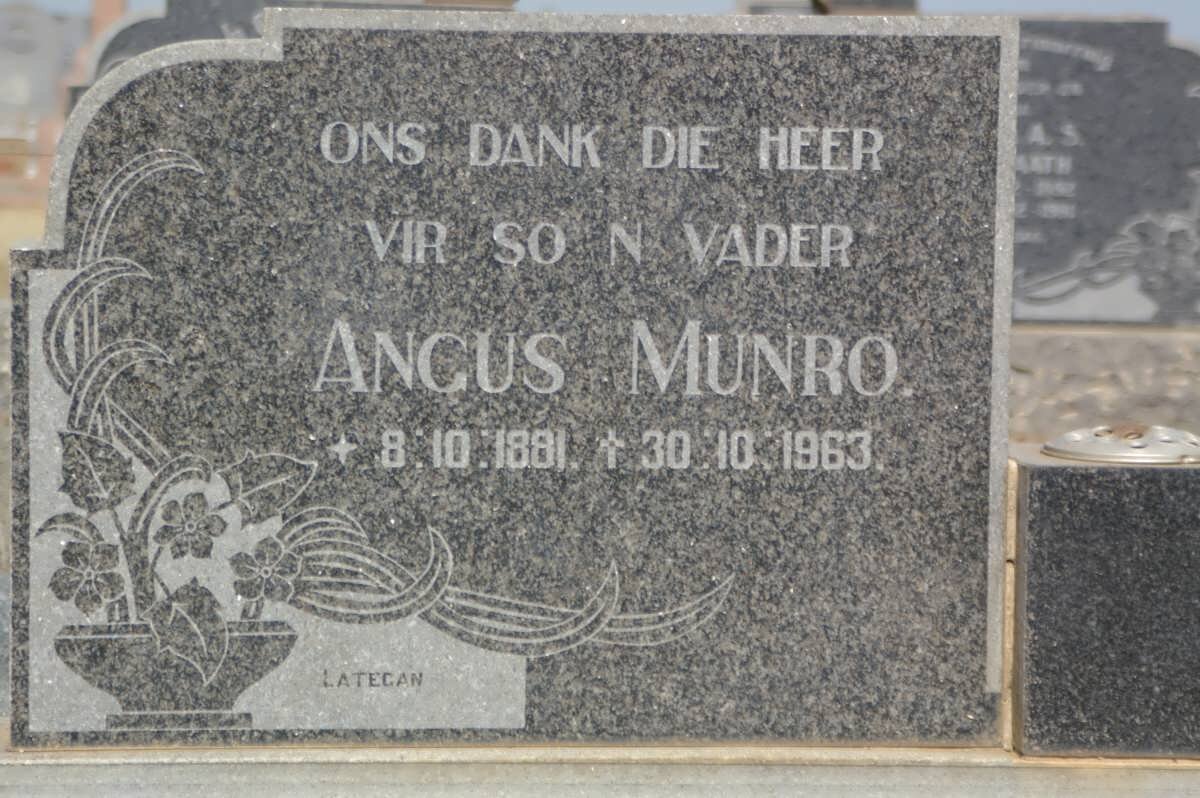 ONS DANK DIE HEER
VIR SO N VADER
ANGUS MUNRO.
8.10.1881. † 30.10.1963.
LATEGAN
A. S.